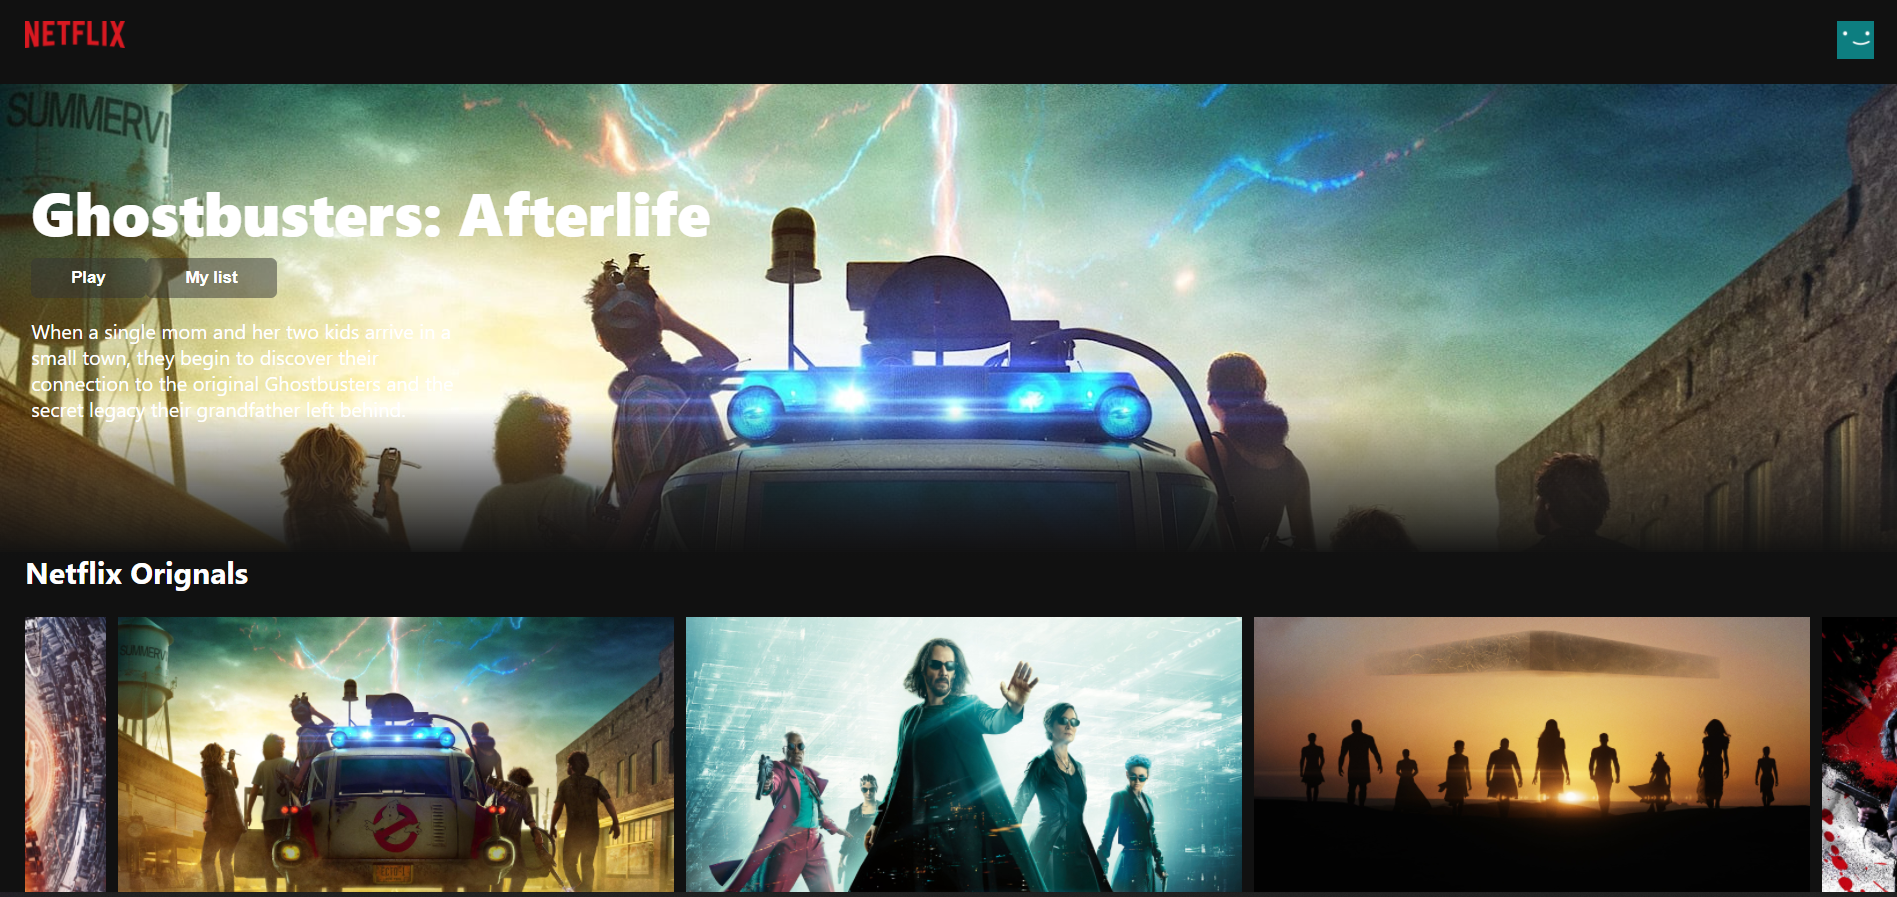 NETFLIX
SUMMERVI
Ghostbusters: Afterlife
Play
My list
When a single mom and her two kids arrive in a
small town, they begin to discover their
connection to the original Ghostbusters and the
secret legacy their grandfather left behind.
Netflix Orignals
SUMMERVI